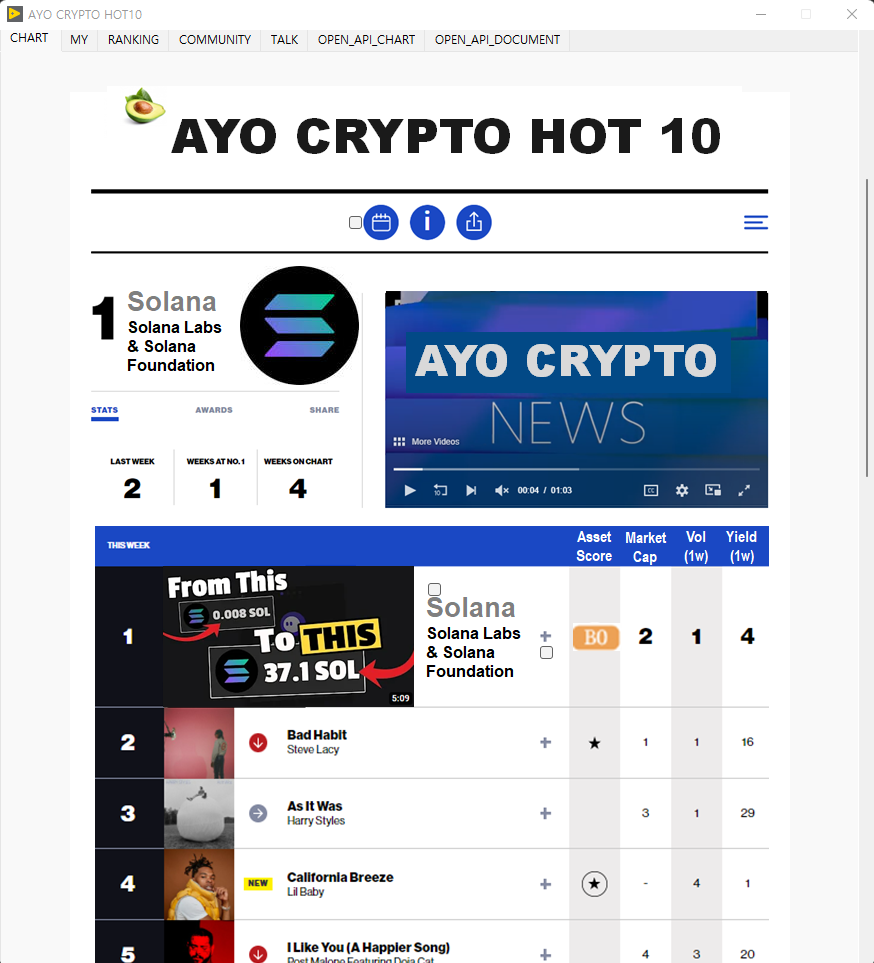 AYO CRYPTO HOT10
CHART MY RANKING COMMUNITY TALK OPEN_API_CHART OPEN_API_DOCUMENT
AYO CRYPTO HOT 10
i
1
Solana
Solana Labs
& Solana
Foundation
STATS AWARDS SHARE
LAST WEEK WEEKS AT NO. 1 WEEKS ON CHART
2 1 4
AYO CRYPTO
NEWS
More Videos
10 00:04 / 01:03 CC
THIS WEEK
Asset Score
Market Cap
Vol (1w)
Yield (1w)
1
From This
0.008 SOL
To THIS
37.1 SOL
5:09
Solana
Solana Labs
& Solana
Foundation
+ B0 2 1 4
2
Bad Habit
Steve Lacy
+ ★ 1 1 16
3
As It Was
Harry Styles
+ 3 1 29
4
NEW
California Breeze
Lil Baby
+ ★ - 4 1
5
I Like You (A Happler Song)
Post Malone Featuring Doja Cat
+ 4 3 20